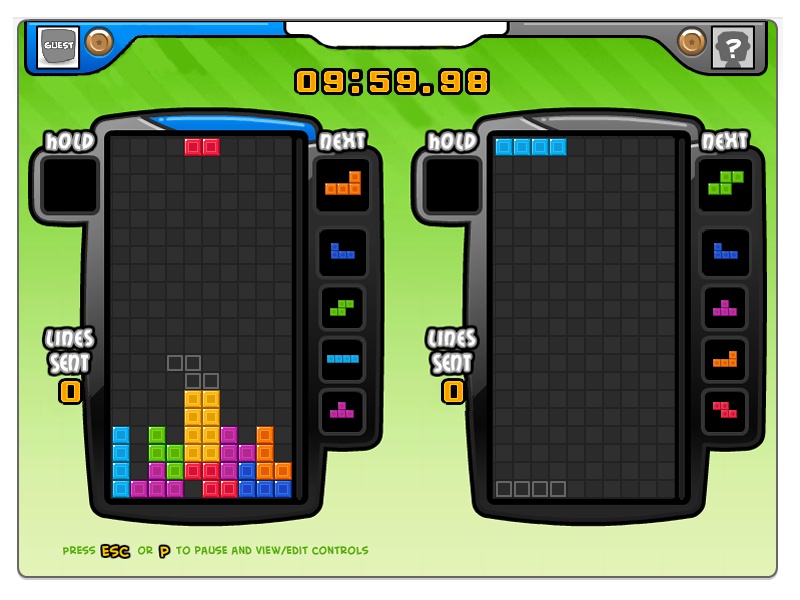 GUEST
?
09:59.98
HOLD
NEXT
HOLD
NEXT
LINES
SENT
0
LINES
SENT
0
PRESS ESC OR P TO PAUSE AND VIEW/EDIT CONTROLS